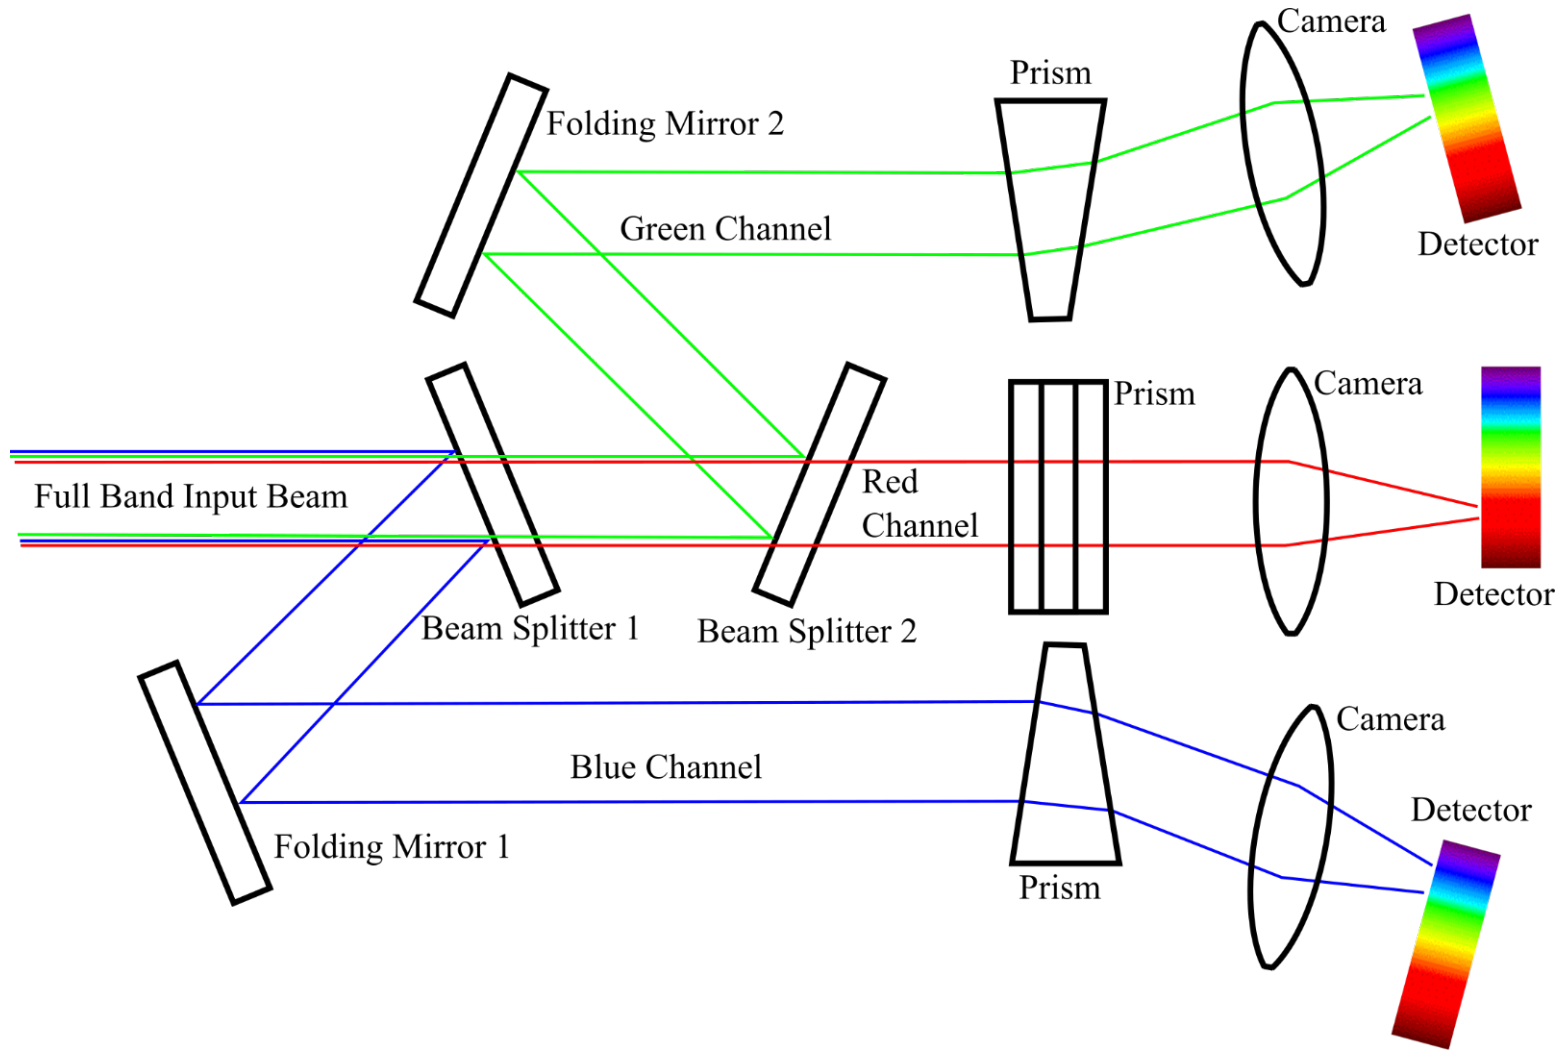 Camera
Prism
Folding Mirror 2
Green Channel
Detector
Camera
Prism
Red
Channel
Full Band Input Beam
Detector
Beam Splitter 1
Beam Splitter 2
Camera
Blue Channel
Detector
Folding Mirror 1
Prism